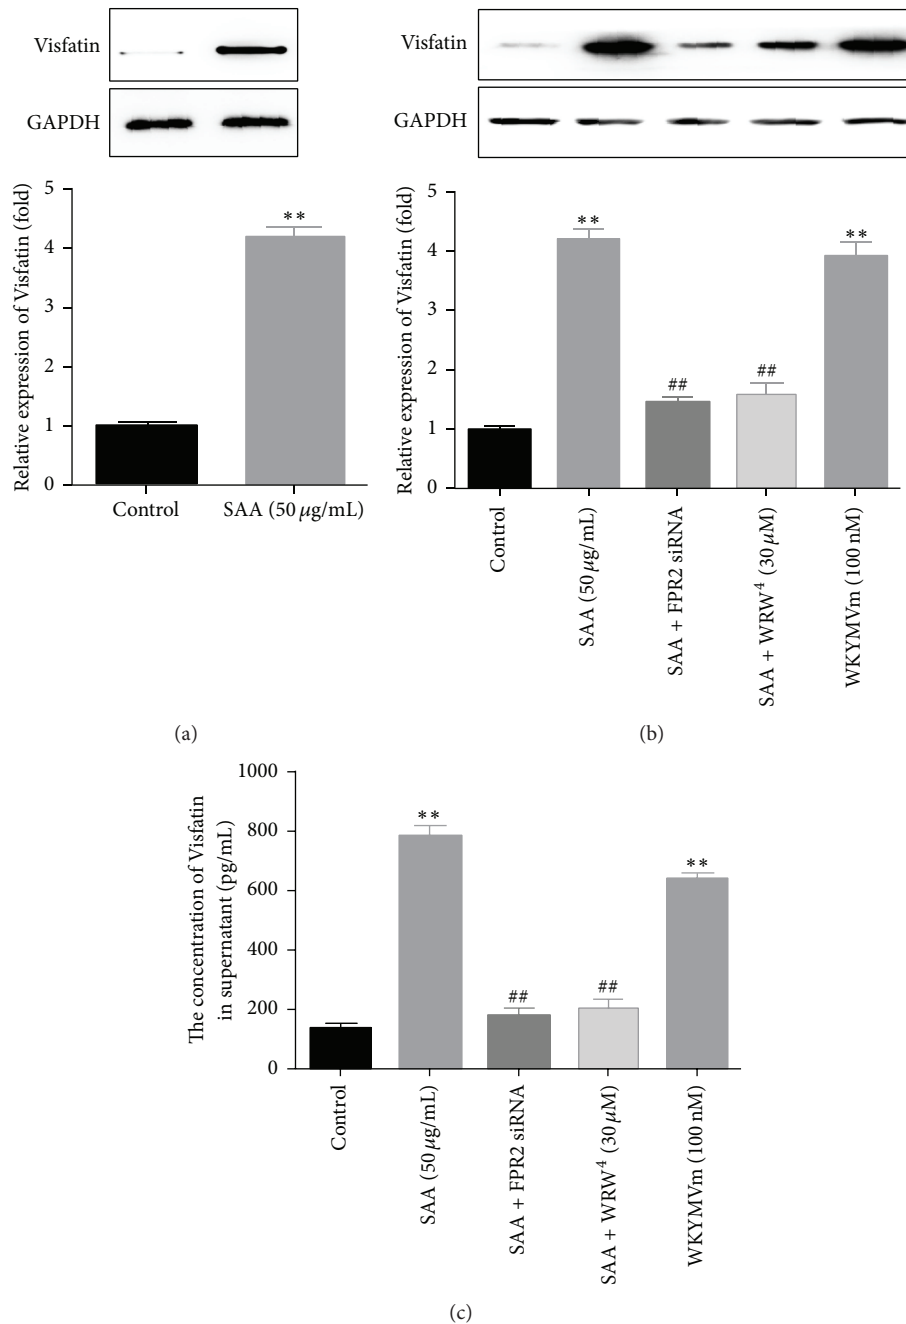 Visfatin
GAPDH
Relative expression of Visfatin (fold)
5
4
3
2
1
0
**
Control
SAA (50 μg/mL)
(a)
Visfatin
GAPDH
Relative expression of Visfatin (fold)
5
4
3
2
1
0
**
##
##
**
Control
SAA (50 μg/mL)
SAA + FPR2 siRNA
SAA + WRW⁴ (30 μM)
WKYMVm (100 nM)
(b)
The concentration of Visfatin
in supernatant (pg/mL)
1000
800
600
400
200
0
**
##
##
**
Control
SAA (50 μg/mL)
SAA + FPR2 siRNA
SAA + WRW⁴ (30 μM)
WKYMVm (100 nM)
(c)